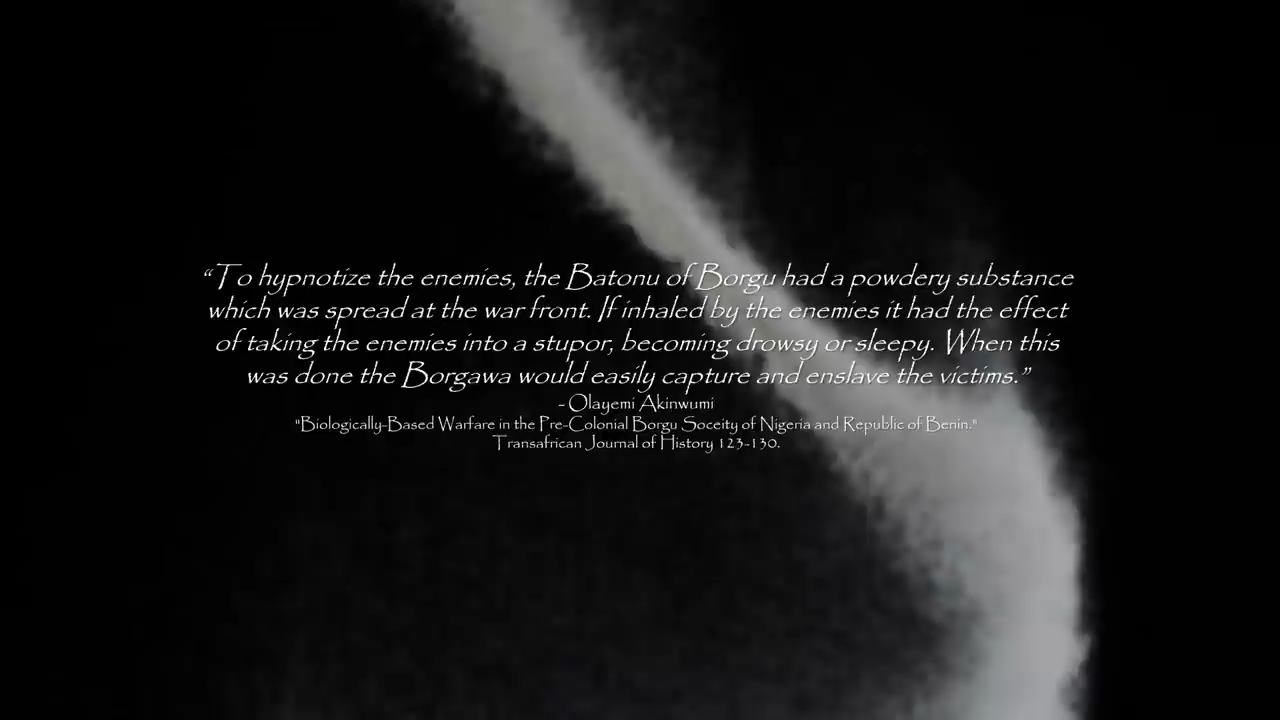 “To hypnotize the enemies, the Batonu of Borgu had a powdery substance
which was spread at the war front. If inhaled by the enemies it had the effect
of taking the enemies into a stupor, becoming drowsy or sleepy. When this
was done the Borgawa would easily capture and enslave the victims.”
- Olayemi Akinwumi
"Biologically-Based Warfare in the Pre-Colonial Borgu Soceity of Nigeria and Republic of Benin."
Transafrican Journal of History 123-130.